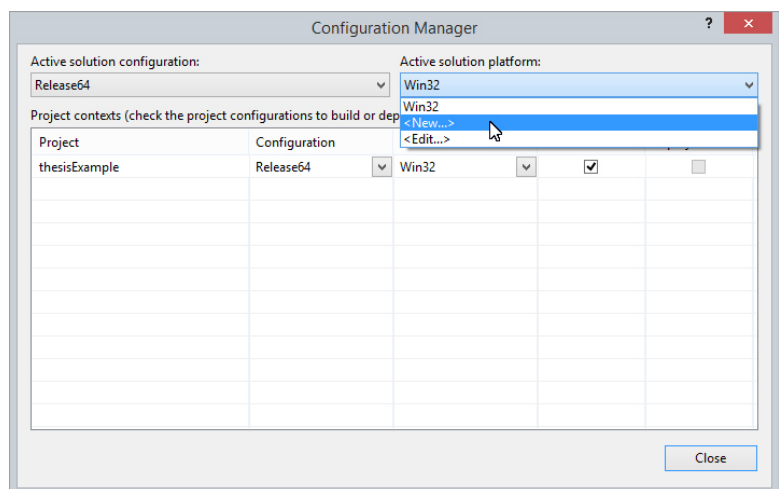 Configuration Manager
? ×
Active solution configuration: Active solution platform:
Release64 Win32
Win32
Project contexts (check the project configurations to build or dep
<New...>
<Edit...>
Project Configuration
thesisExample Release64 Win32
Close